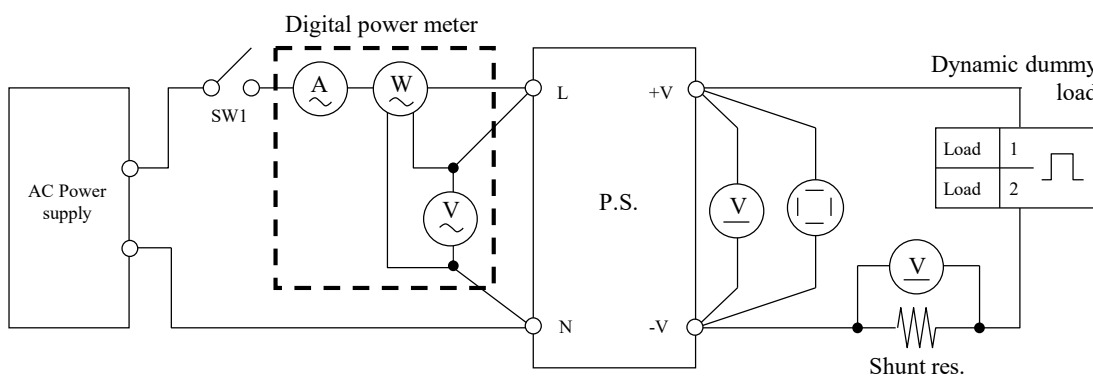 Digital power meter
A
W
SW1
L
+V
Dynamic dummy
load
Load 1
Load 2
AC Power
supply
V
P.S.
V
V
N
-V
Shunt res.